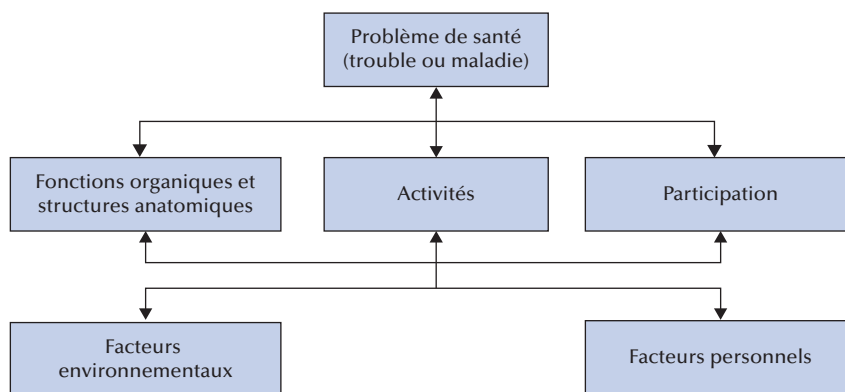 Problème de santé
(trouble ou maladie)
Fonctions organiques et
structures anatomiques
Activités
Participation
Facteurs
environnementaux
Facteurs personnels